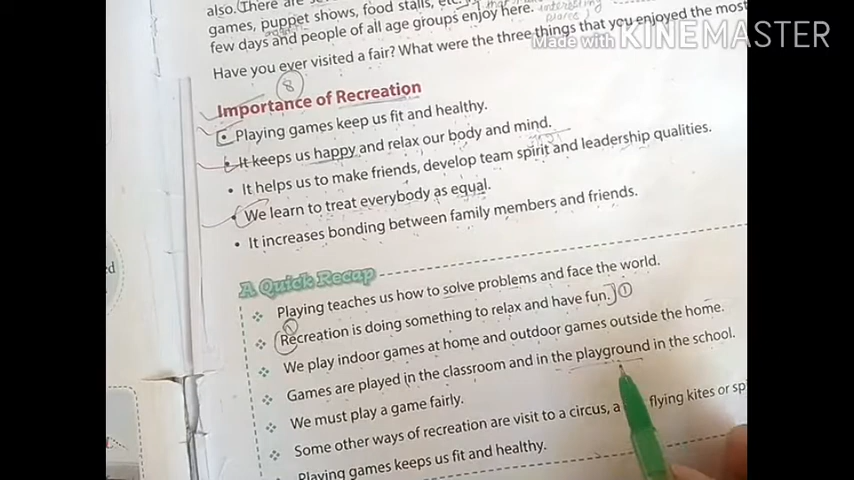 also. There are
games, puppet shows, food stalls, etc.
few days and people of all age groups enjoy here. interesting places
Made with KINEMASTER
Have you ever visited a fair? What were the three things that you enjoyed the most
8
Importance of Recreation
• Playing games keep us fit and healthy.
• It keeps us happy and relax our body and mind.
• It helps us to make friends, develop team spirit and leadership qualities.
• We learn to treat everybody as equal.
• It increases bonding between family members and friends.
A Quick Recap
Playing teaches us how to solve problems and face the world.
Recreation is doing something to relax and have fun. 1
We play indoor games at home and outdoor games outside the home.
Games are played in the classroom and in the playground in the school.
We must play a game fairly.
Some other ways of recreation are visit to a circus, a flying kites or
Playing games keeps us fit and healthy.